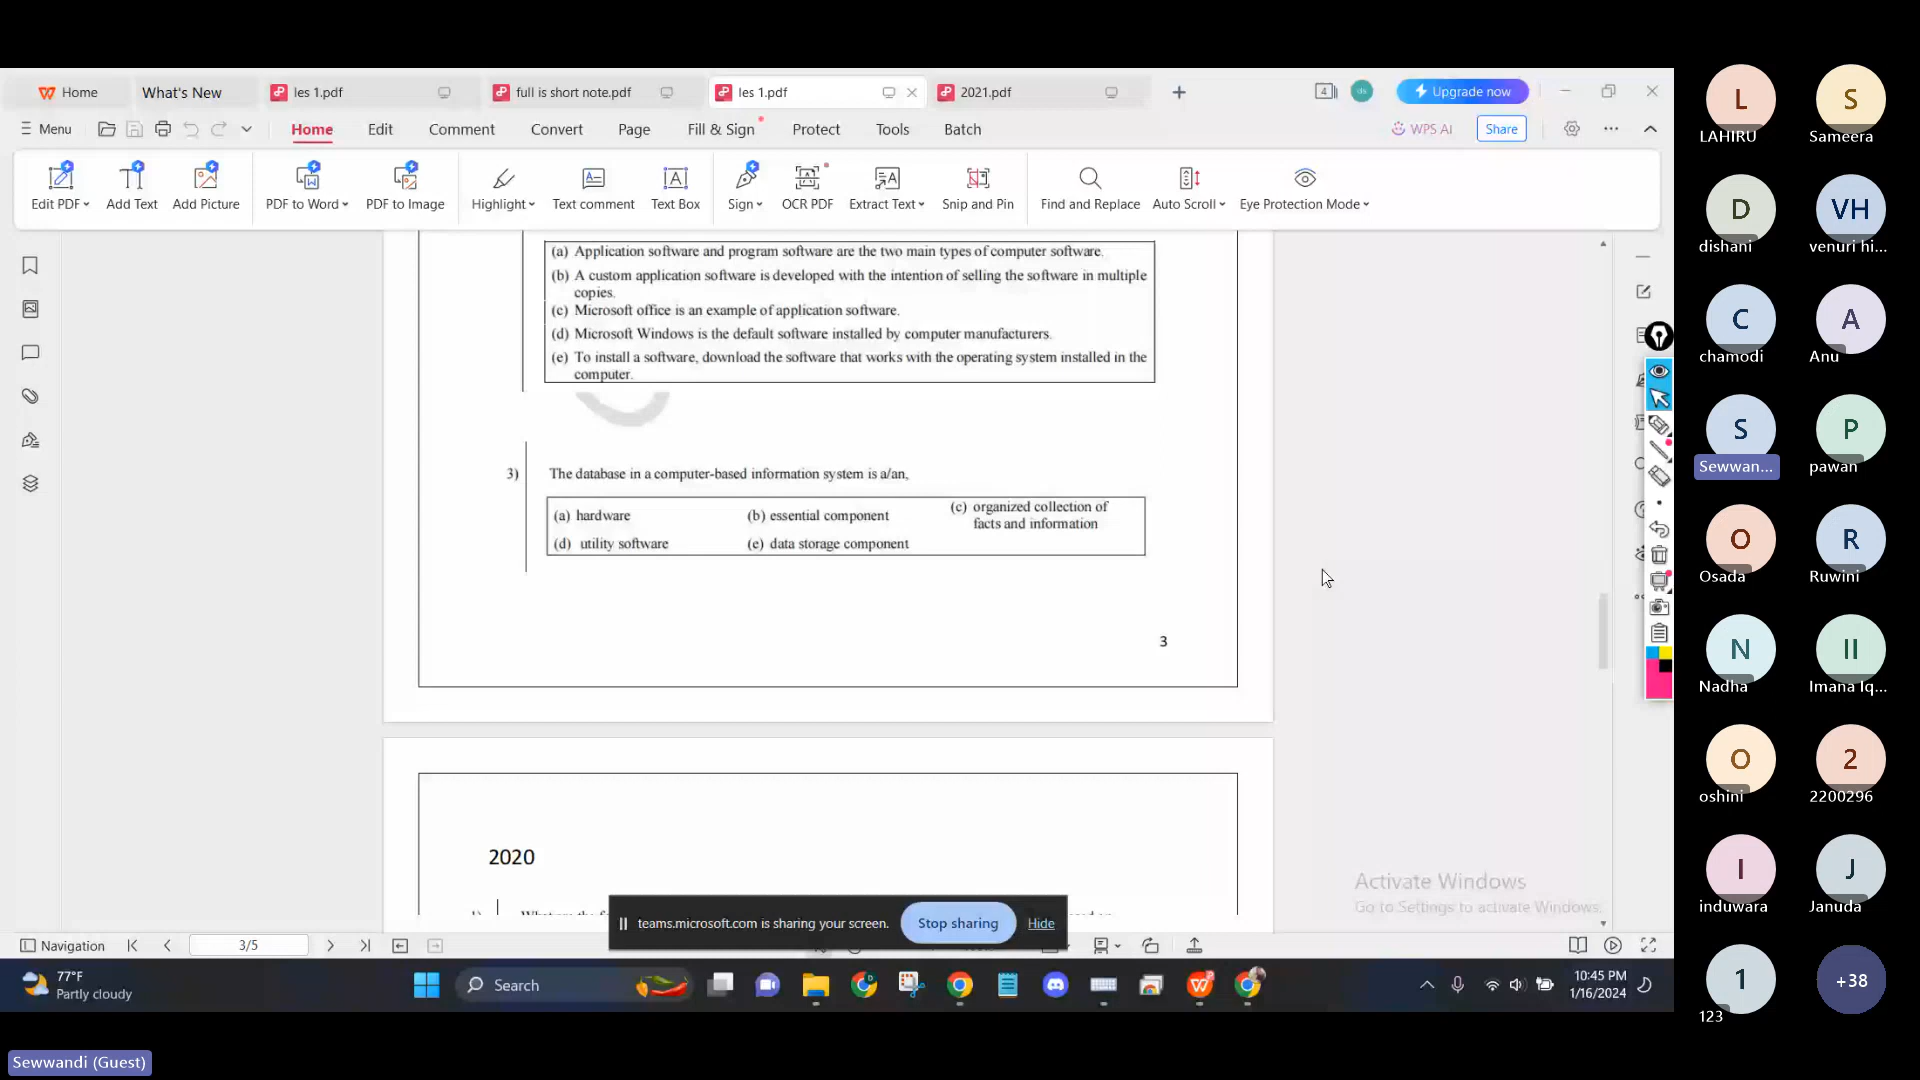 Home
What's New
les 1.pdf
full is short note.pdf
les 1.pdf
2021.pdf
4
Upgrade now
Menu
Home
Edit
Comment
Convert
Page
Fill & Sign
Protect
Tools
Batch
WPS AI
Share
Edit PDF
Add Text
Add Picture
PDF to Word
PDF to Image
Highlight
Text comment
Text Box
Sign
OCR PDF
Extract Text
Snip and Pin
Find and Replace
Auto Scroll
Eye Protection Mode
(a) Application software and program software are the two main types of computer software.
(b) A custom application software is developed with the intention of selling the software in multiple
copies.
(c) Microsoft office is an example of application software.
(d) Microsoft Windows is the default software installed by computer manufacturers.
(e) To install a software, download the software that works with the operating system installed in the
computer.
3) The database in a computer-based information system is a/an,
(a) hardware (b) essential component (c) organized collection of
facts and information
(d) utility software (e) data storage component
3
2020
teams.microsoft.com is sharing your screen.
Stop sharing
Hide
Activate Windows
Go to Settings to activate Windows.
Navigation
3/5
77°F
Partly cloudy
Search
10:45 PM
1/16/2024
L
LAHIRU
S
Sameera
D
dishani
VH
venuri hi...
C
chamodi
A
Anu
S
Sewwan...
P
pawan
O
Osada
R
Ruwini
N
Nadha
II
Imana Iq...
O
oshini
2
2200296
I
induwara
J
Januda
1
123
+38
Sewwandi (Guest)